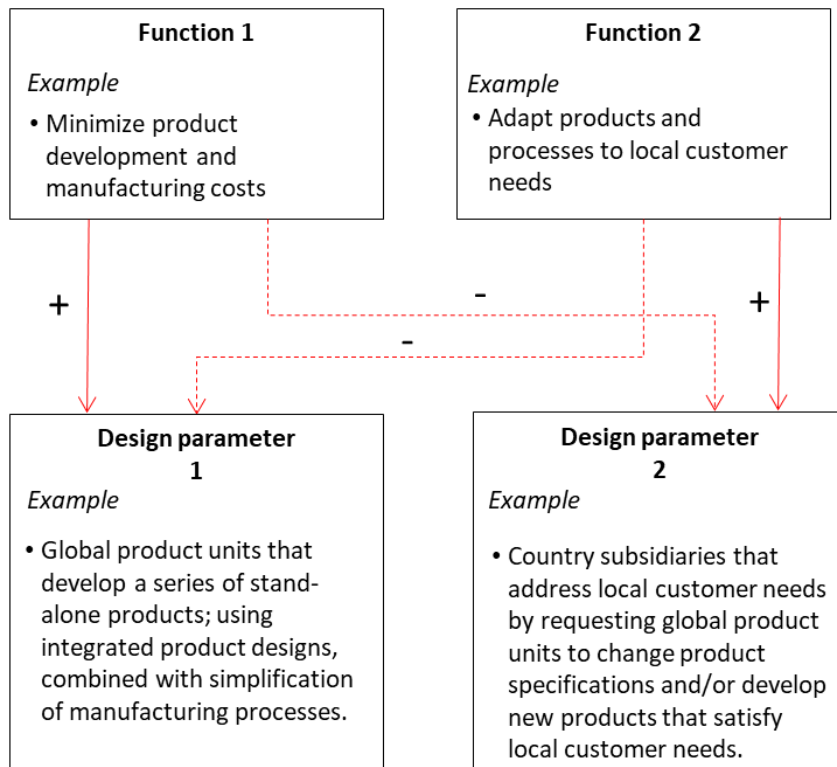 Function 1
Example
• Minimize product
development and
manufacturing costs
Function 2
Example
• Adapt products and
processes to local customer
needs
+
-
-
+
Design parameter
1
Example
• Global product units that
develop a series of stand-
alone products; using
integrated product designs,
combined with simplification
of manufacturing processes.
Design parameter
2
Example
• Country subsidiaries that
address local customer needs
by requesting global product
units to change product
specifications and/or develop
new products that satisfy
local customer needs.